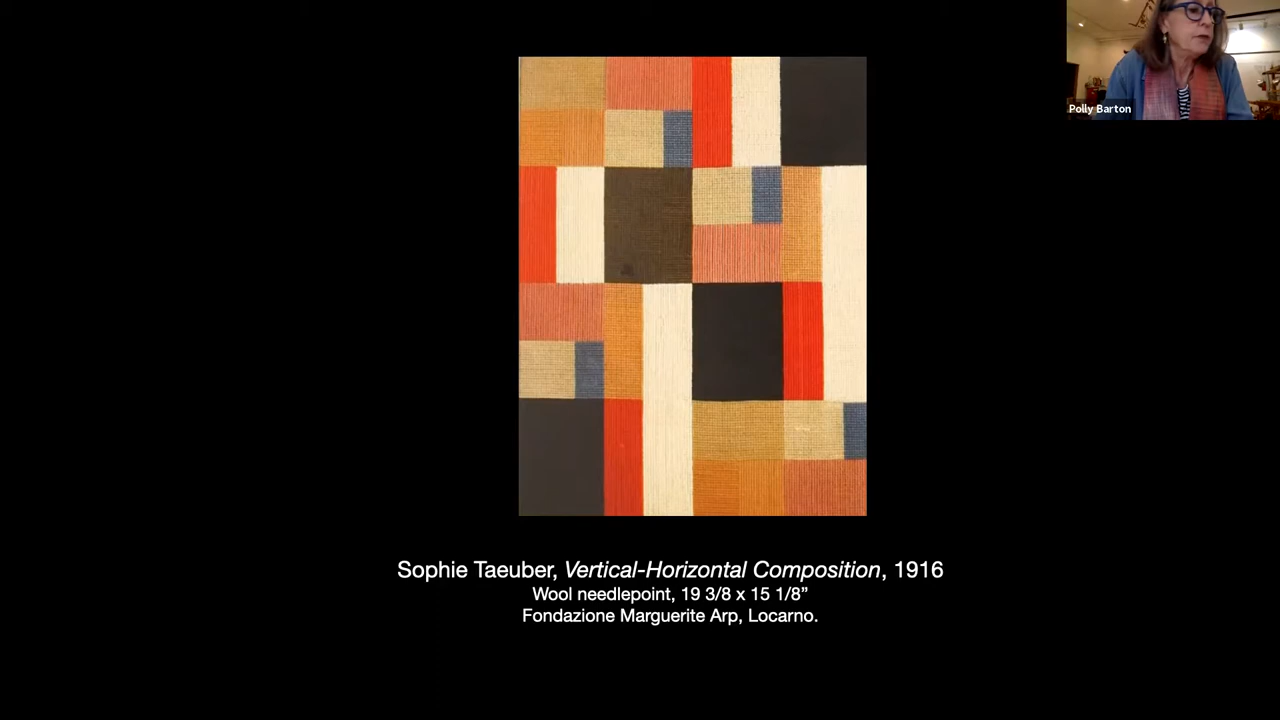 Polly Barton
Sophie Taeuber, Vertical-Horizontal Composition, 1916
Wool needlepoint, 19 3/8 x 15 1/8”
Fondazione Marguerite Arp, Locarno.